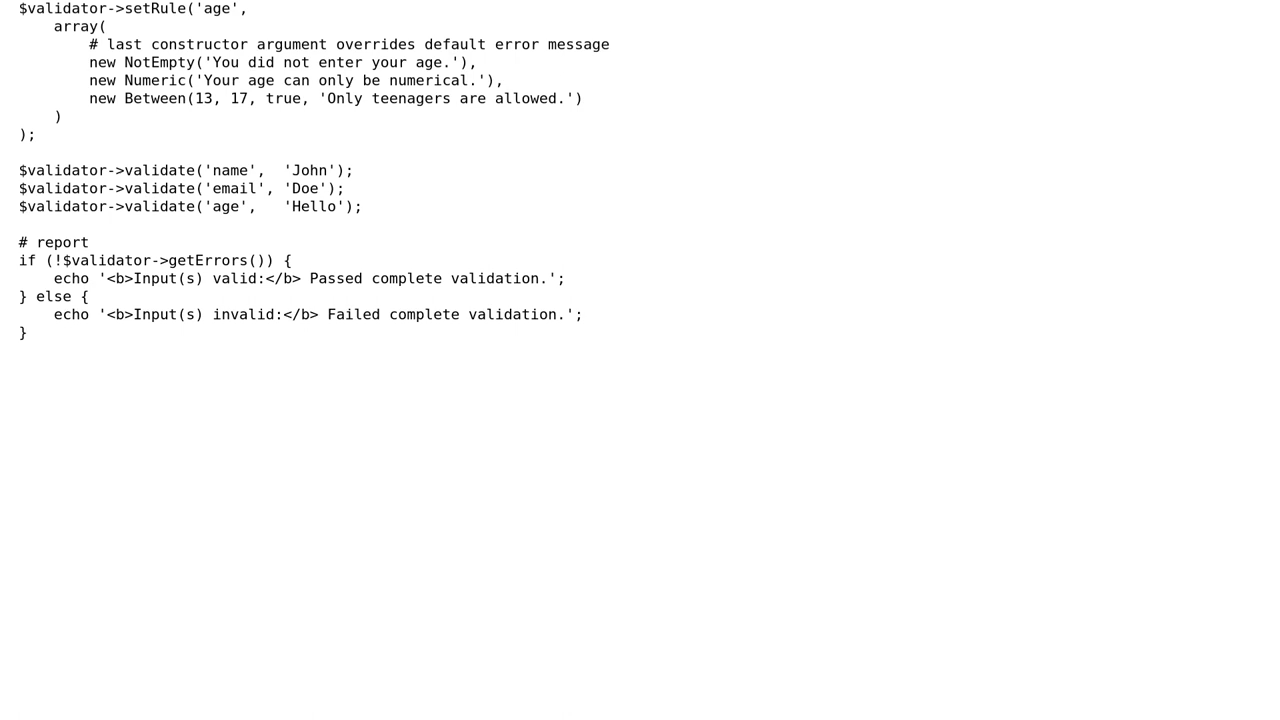 $validator->setRule('age',
    array(
        # last constructor argument overrides default error message
        new NotEmpty('You did not enter your age.'),
        new Numeric('Your age can only be numerical.'),
        new Between(13, 17, true, 'Only teenagers are allowed.')
    )
);

$validator->validate('name',  'John');
$validator->validate('email', 'Doe');
$validator->validate('age',   'Hello');

# report
if (!$validator->getErrors()) {
    echo '<b>Input(s) valid:</b> Passed complete validation.';
} else {
    echo '<b>Input(s) invalid:</b> Failed complete validation.';
}